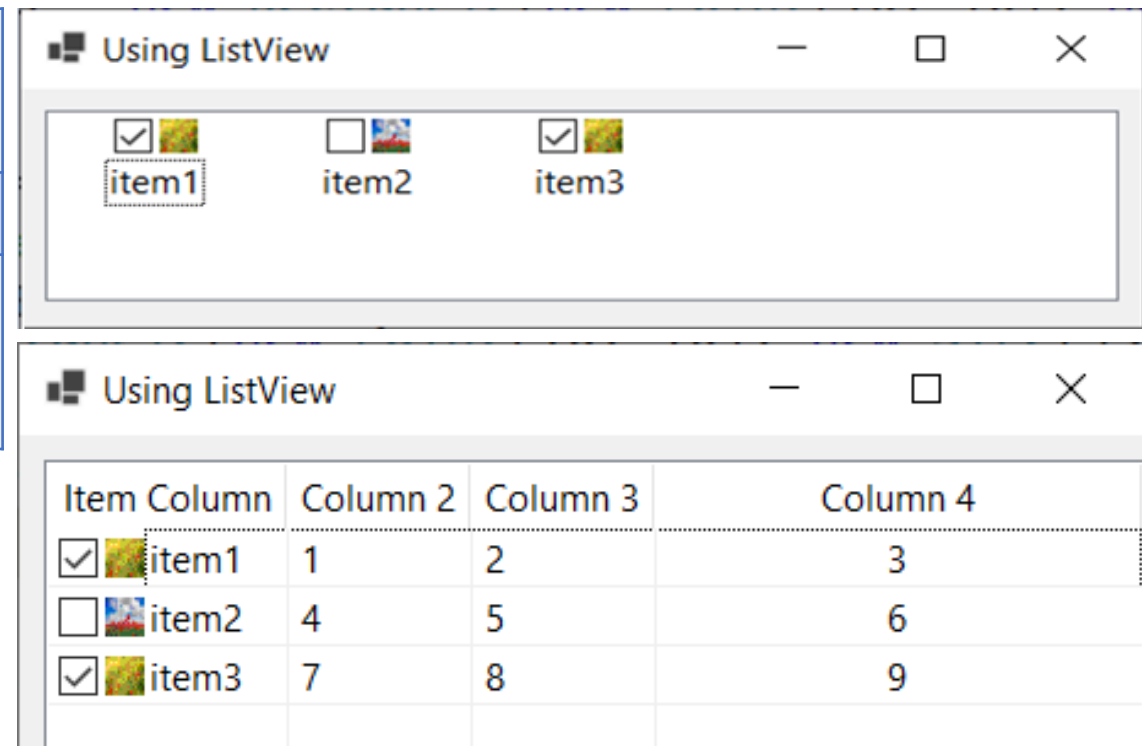 Using ListView
item1 item2 item3
Using ListView
Item Column Column 2 Column 3 Column 4
item1 1 2 3
item2 4 5 6
item3 7 8 9